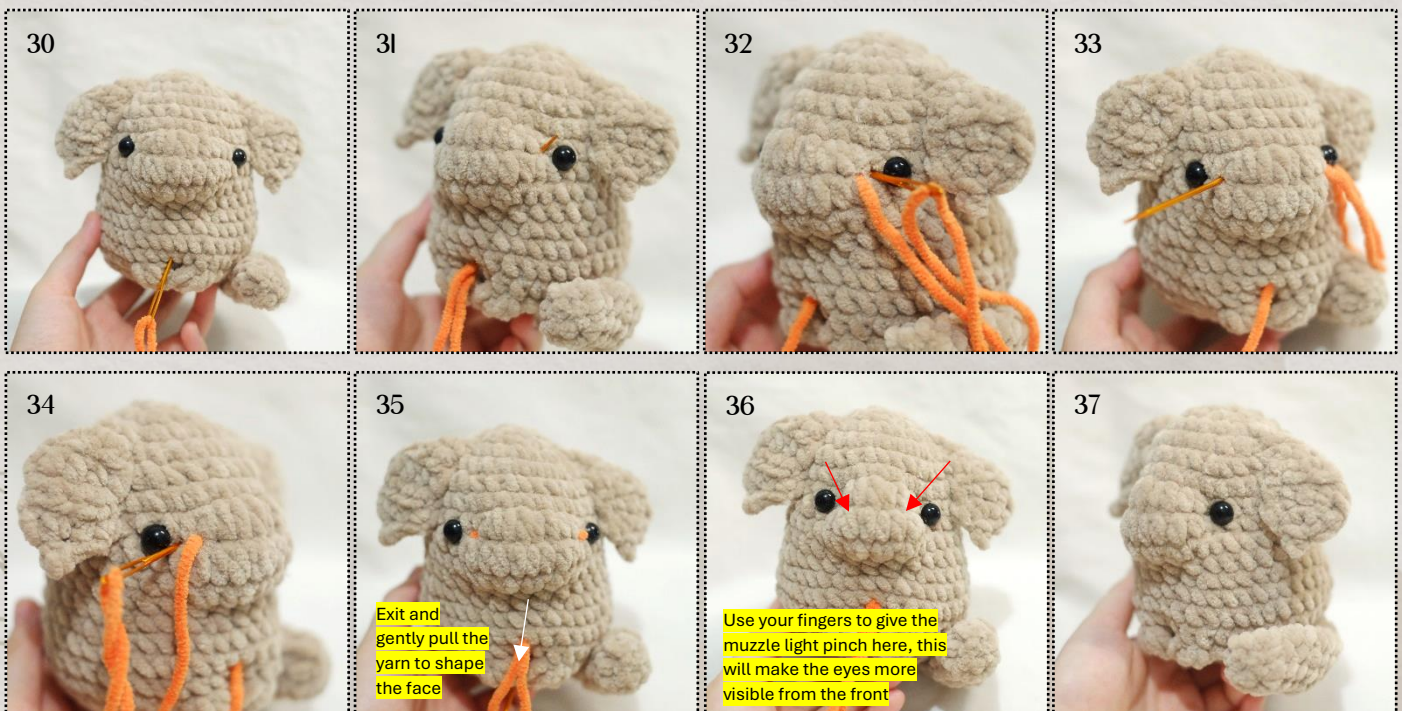 30
31
32
33
34
35
36
37
Exit and
gently pull the
yarn to shape
the face
Use your fingers to give the
muzzle light pinch here, this
will make the eyes more
visible from the front